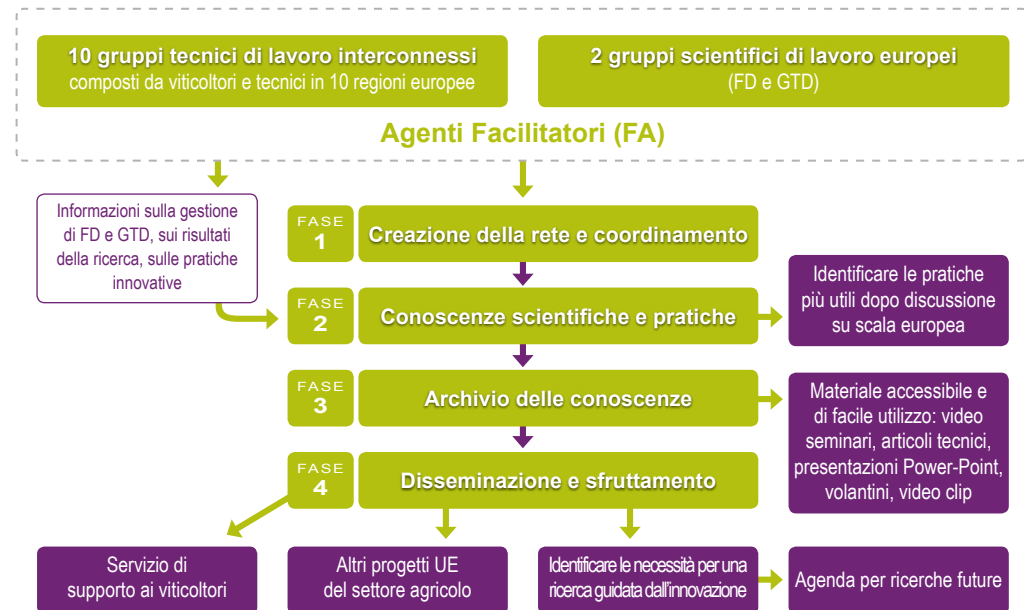 10 gruppi tecnici di lavoro interconnessi
composti da viticoltori e tecnici in 10 regioni europee
2 gruppi scientifici di lavoro europei
(FD e GTD)
Agenti Facilitatori (FA)
Informazioni sulla gestione
di FD e GTD, sui risultati
della ricerca, sulle pratiche
innovative
FASE
1
Creazione della rete e coordinamento
FASE
2
Conoscenze scientifiche e pratiche
Identificare le pratiche
più utili dopo discussione
su scala europea
FASE
3
Archivio delle conoscenze
Materiale accessibile e
di facile utilizzo: video
seminari, articoli tecnici,
presentazioni Power-Point,
volantini, video clip
FASE
4
Disseminazione e sfruttamento
Servizio di
supporto ai viticoltori
Altri progetti UE
del settore agricolo
Identificare le necessità per una
ricerca guidata dall'innovazione
Agenda per ricerche future